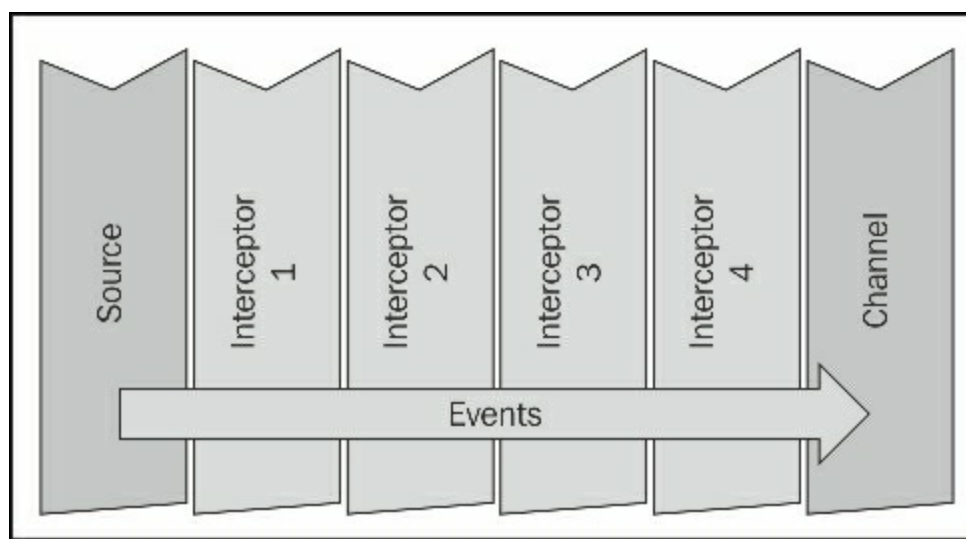 Source
Interceptor
1
Interceptor
2
Interceptor
3
Interceptor
4
Channel
Events